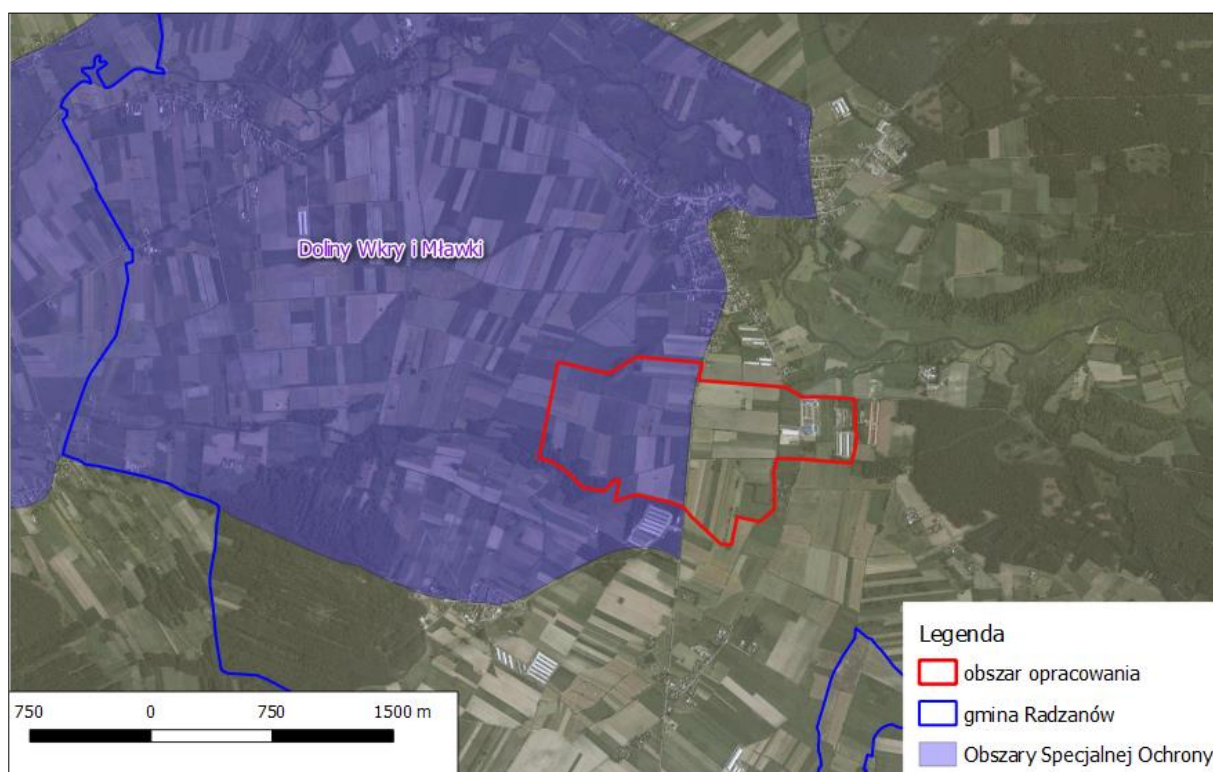 Doliny Wkry i Mławki
Legenda
obszar opracowania
gmina Radzanów
Obszary Specjalnej Ochrony
750 0 750 1500 m